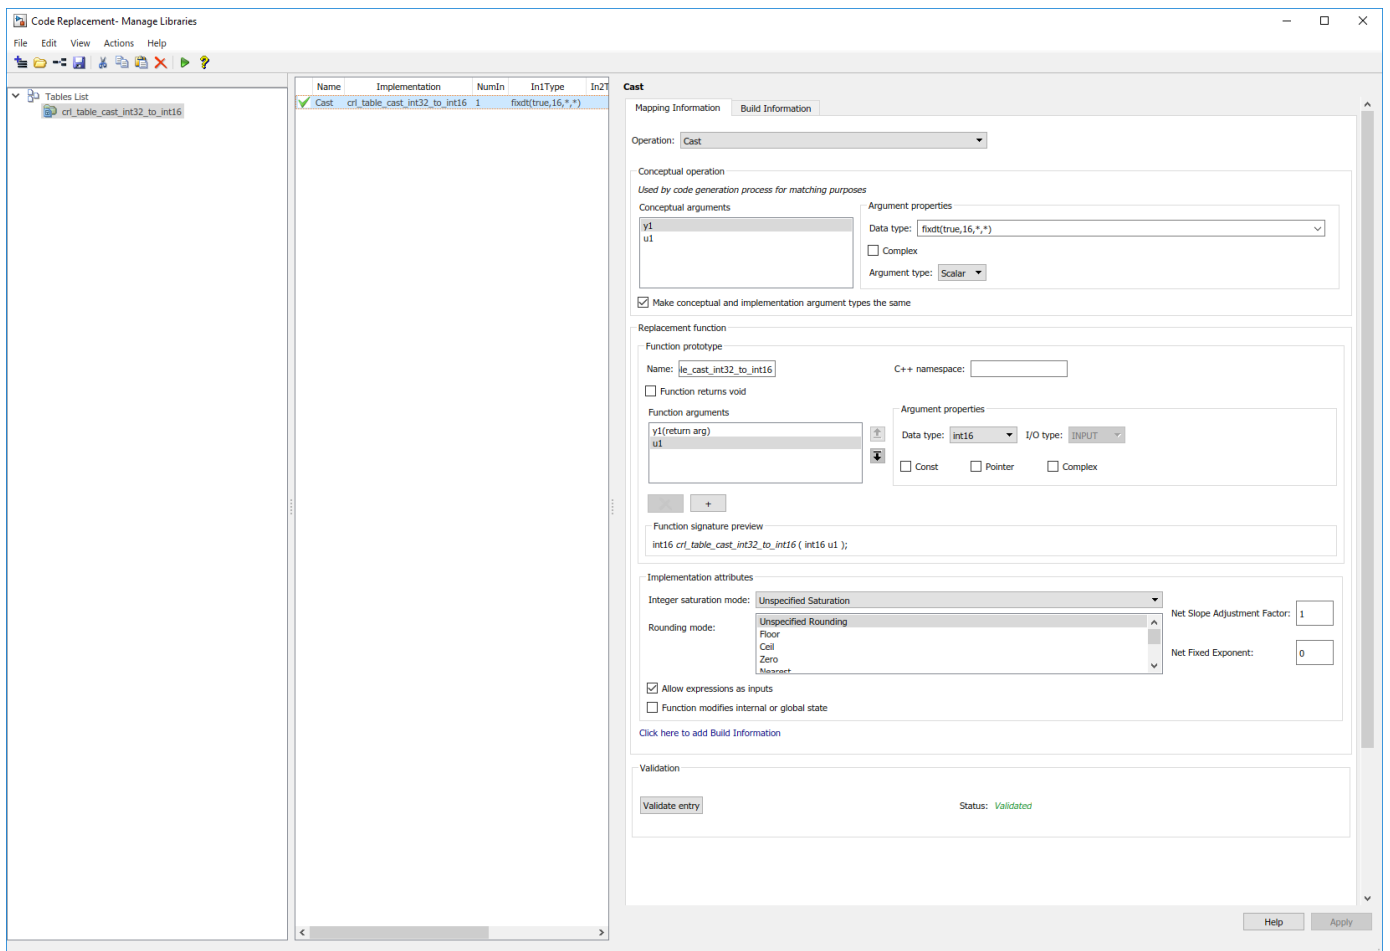 Code Replacement- Manage Libraries
File Edit View Actions Help
Tables List
crl_table_cast_int32_to_int16
Name Implementation NumIn In1Type In2T
Cast crl_table_cast_int32_to_int16 1 fixdt(true,16,*,*)
Cast
Mapping Information Build Information
Operation: Cast
Conceptual operation
Used by code generation process for matching purposes
Conceptual arguments
y1
u1
Argument properties
Data type: fixdt(true,16,*,*)
Complex
Argument type: Scalar
Make conceptual and implementation argument types the same
Replacement function
Function prototype
Name: le_cast_int32_to_int16 C++ namespace:
Function returns void
Function arguments
y1(return arg)
u1
Argument properties
Data type: int16 I/O type: INPUT
Const Pointer Complex
+
Function signature preview
int16 crl_table_cast_int32_to_int16 ( int16 u1 );
Implementation attributes
Integer saturation mode: Unspecified Saturation
Rounding mode: Unspecified Rounding
Floor
Ceil
Zero
Nearest
Net Slope Adjustment Factor: 1
Net Fixed Exponent: 0
Allow expressions as inputs
Function modifies internal or global state
Click here to add Build Information
Validation
Validate entry Status: Validated
Help Apply